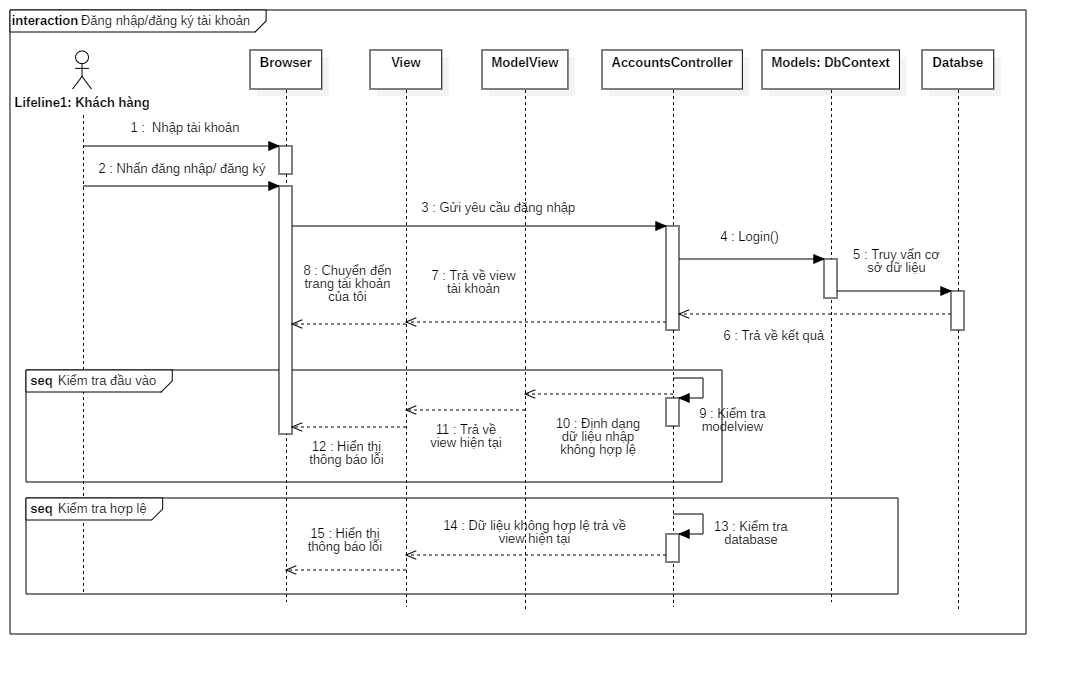 interaction Đăng nhập/đăng ký tài khoản
Browser
View
ModelView
AccountsController
Models: DbContext
Databse
Lifeline1: Khách hàng
1 : Nhập tài khoản
2 : Nhấn đăng nhập/ đăng ký
3 : Gửi yêu cầu đăng nhập
4 : Login()
5 : Truy vấn cơ
sở dữ liệu
8 : Chuyển đến
trang tài khoản
của tôi
7 : Trả về view
tài khoản
6 : Trả về kết quả
seq Kiểm tra đầu vào
9 : Kiểm tra
modelview
10 : Định dạng
dữ liệu nhập
không hợp lệ
11 : Trả về
view hiện tại
12 : Hiển thị
thông báo lỗi
seq Kiểm tra hợp lệ
13 : Kiểm tra
database
14 : Dữ liệu không hợp lệ trả về
view hiện tại
15 : Hiển thị
thông báo lỗi